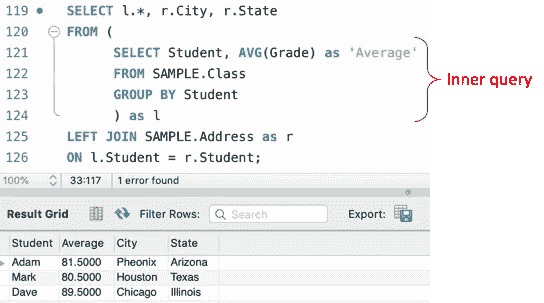 119 SELECT l.*, r.City, r.State
120 FROM (
121 SELECT Student, AVG(Grade) as 'Average'
122 FROM SAMPLE.Class
123 GROUP BY Student
124 ) as l
125 LEFT JOIN SAMPLE.Address as r
126 ON l.Student = r.Student;
Inner query
100% 33:117 1 error found
Result Grid Filter Rows: Search Export:
Student Average City State
Adam 81.5000 Pheonix Arizona
Mark 80.5000 Houston Texas
Dave 89.5000 Chicago Illinois